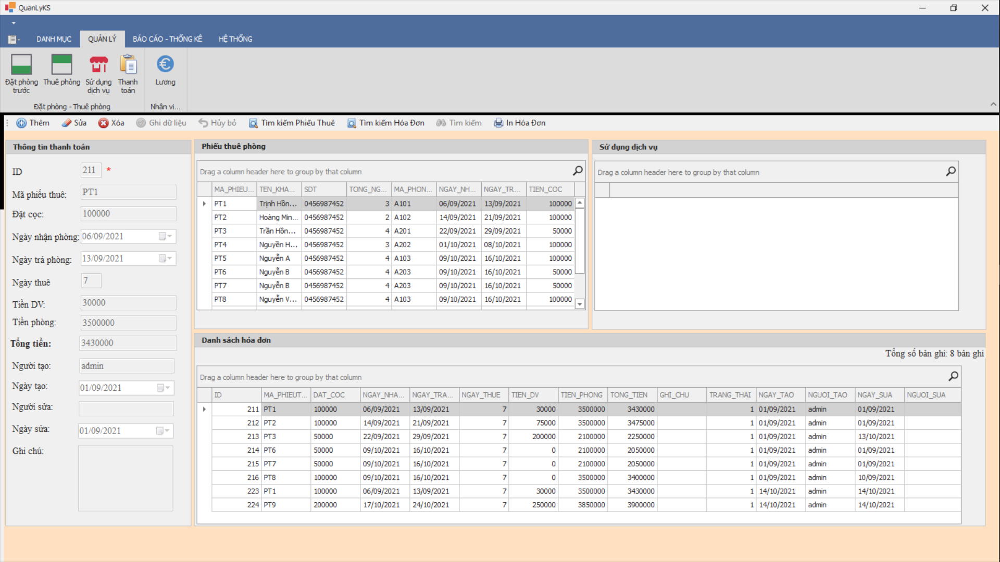 QuanLyKS
DANH MỤC QUẢN LÝ BÁO CÁO - THỐNG KÊ HỆ THỐNG
Đặt phòng trước Thuê phòng Sử dụng dịch vụ Thanh toán Lương
Đặt phòng - Thuê phòng Nhân vi...
Thêm Sửa Xóa Ghi dữ liệu Hủy bỏ Tìm kiếm Phiếu Thuê Tìm kiếm Hóa Đơn Tìm kiếm In Hóa Đơn
Thông tin thanh toán
ID 211 *
Mã phiếu thuê: PT1
Đặt cọc: 100000
Ngày nhận phòng: 06/09/2021
Ngày trả phòng: 13/09/2021
Ngày thuê 7
Tiền DV: 30000
Tiền phòng: 3500000
Tổng tiền: 3430000
Người tạo: admin
Ngày tạo: 01/09/2021
Người sửa:
Ngày sửa: 01/09/2021
Ghi chú:
Phiếu thuê phòng
Drag a column header here to group by that column
MA_PHIEU... TEN_KHA... SDT TONG_NG... MA_PHON... NGAY_NH... NGAY_TR... TIEN_COC
PT1 Trịnh Hồn... 0456987452 3 A101 06/09/2021 13/09/2021 100000
PT2 Hoàng Min... 0456987452 2 A102 14/09/2021 21/09/2021 100000
PT3 Trần Hồn... 0456987452 4 A201 22/09/2021 29/09/2021 50000
PT4 Nguyễn H... 0456987452 3 A202 01/10/2021 08/10/2021 100000
PT5 Nguyễn A 0456987452 4 A103 09/10/2021 16/10/2021 100000
PT6 Nguyễn B 0456987452 4 A203 09/10/2021 16/10/2021 50000
PT7 Nguyễn B 0456987452 4 A203 09/10/2021 16/10/2021 50000
PT8 Nguyễn V... 0456987452 4 A103 09/10/2021 16/10/2021 100000
Sử dụng dịch vụ
Drag a column header here to group by that column
Danh sách hóa đơn
Tổng số bản ghi: 8 bản ghi
Drag a column header here to group by that column
ID MA_PHIEUT... DAT_COC NGAY_NHA... NGAY_TRA... NGAY_THUE TIEN_DV TIEN_PHONG TONG_TIEN GHI_CHU TRANG_THAI NGAY_TAO NGUOI_TAO NGAY_SUA NGUOI_SUA
211 PT1 100000 06/09/2021 13/09/2021 7 30000 3500000 3430000 1 01/09/2021 admin 01/09/2021
212 PT2 100000 14/09/2021 21/09/2021 7 75000 3500000 3475000 1 01/09/2021 admin 01/09/2021
213 PT3 50000 22/09/2021 29/09/2021 7 200000 2100000 2250000 1 01/09/2021 admin 13/10/2021
214 PT6 50000 09/10/2021 16/10/2021 7 0 2100000 2050000 1 01/09/2021 admin 01/09/2021
215 PT7 50000 09/10/2021 16/10/2021 7 0 2100000 2050000 1 01/09/2021 admin 01/09/2021
216 PT8 100000 09/10/2021 16/10/2021 7 0 3500000 3400000 1 01/09/2021 admin 10/09/2021
223 PT1 100000 06/09/2021 13/09/2021 7 30000 3500000 3430000 1 14/10/2021 admin 14/10/2021
224 PT9 200000 17/10/2021 24/10/2021 7 250000 3850000 3900000 1 14/10/2021 admin 14/10/2021